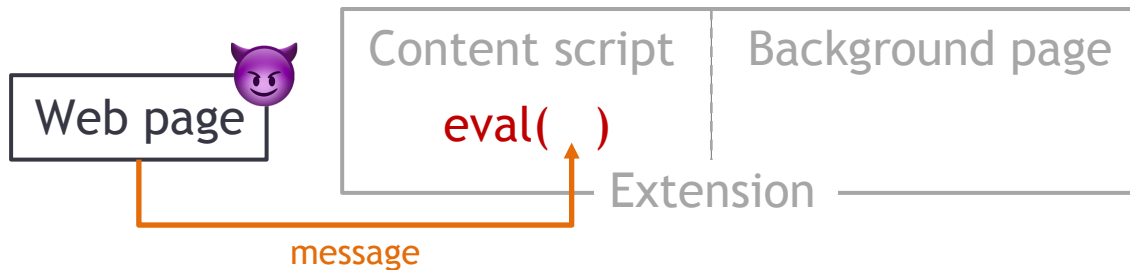 Content script
Background page
Web page
eval(  )
Extension
message